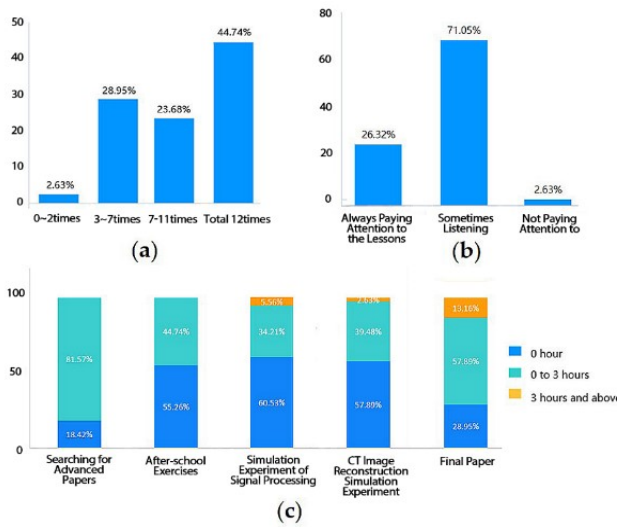 50
40
30
20
10
0
2.63%
28.95%
23.68%
44.74%
0~2times
3~7times
7-11times
Total 12times
(a)
80
60
40
20
0
26.32%
71.05%
2.63%
Always Paying
Attention to
the Lessons
Sometimes
Listening
Not Paying
Attention to
(b)
100
50
0
81.57%
18.42%
44.74%
55.26%
5.56%
34.21%
60.53%
2.63%
39.48%
57.89%
13.16%
57.89%
28.95%
0 hour
0 to 3 hours
3 hours and above
Searching for
Advanced
Papers
After-school
Exercises
Simulation
Experiment of
Signal Processing
CT Image
Reconstruction
Simulation
Experiment
Final Paper
(c)